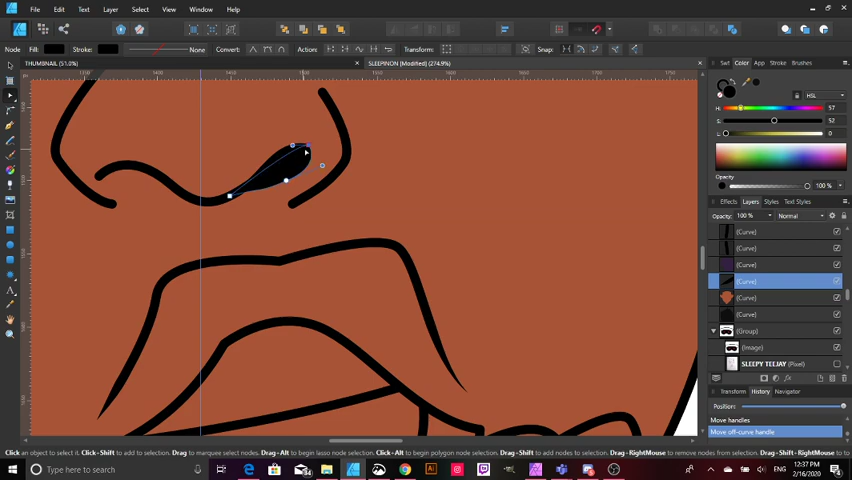 File Edit Text Layer Select View Window Help
Node Fill: Stroke: None Convert: Action: Transform: Snap:
THUMBNAIL (51.0%) × SLEEPINON [Modified] (274.9%) ×
Set Color App Stroke Brushes
HSL
H: 57
S: 52
L: 0
Opacity
100 %
Effects Layers Styles Text Styles
Opacity: 100 % Normal
(Curve)
(Curve)
(Curve)
(Curve)
(Curve)
(Curve)
(Group)
(Image)
SLEEPY TEEJAY (Pixel)
Transform History Navigator
Position:
Move handles
Move off-curve handle
Click an object to select it. Click+Shift to add to selection. Click+Alt to replace selection. Drag to marquee select nodes. Drag+Alt to begin lasso node selection. Click+Alt to begin polygon node selection. Drag+Shift to add nodes to selection. Drag+RightMouse to remove nodes from selection.
Type here to search
ENG 12:37 PM
2/16/2020